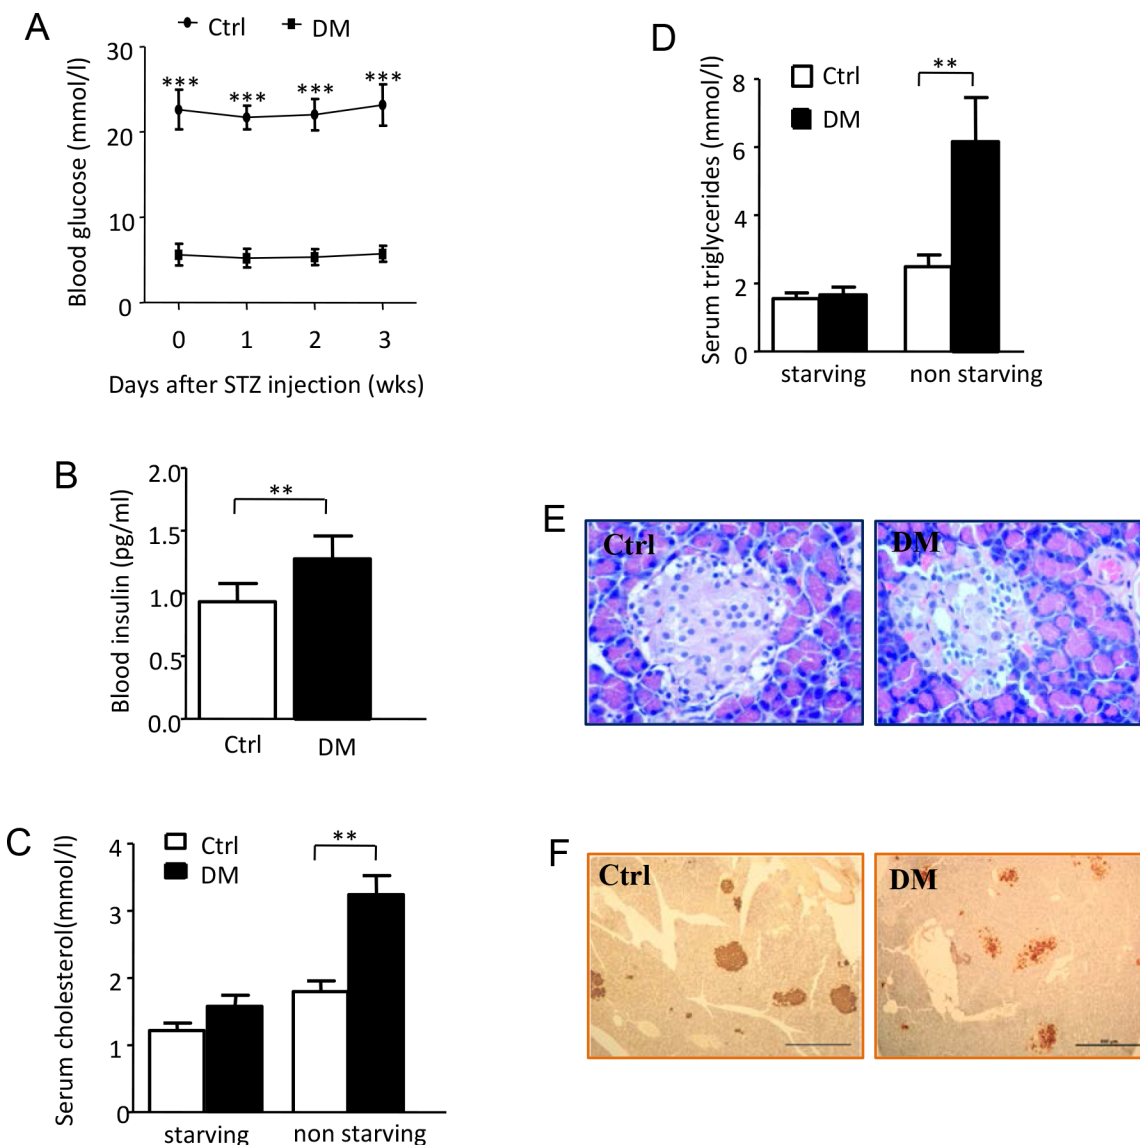 A
Ctrl DM
Blood glucose (mmol/l)
30
20
10
0
*** *** *** ***
0 1 2 3
Days after STZ injection (wks)
B
Blood insulin (pg/ml)
2.0
1.5
1.0
0.5
0.0
**
Ctrl DM
C
Serum cholesterol(mmol/l)
Ctrl
DM
4
3
2
1
0
**
starving non starving
D
Serum triglycerides (mmol/l)
Ctrl
DM
8
6
4
2
0
**
starving non starving
E
Ctrl DM
F
Ctrl DM